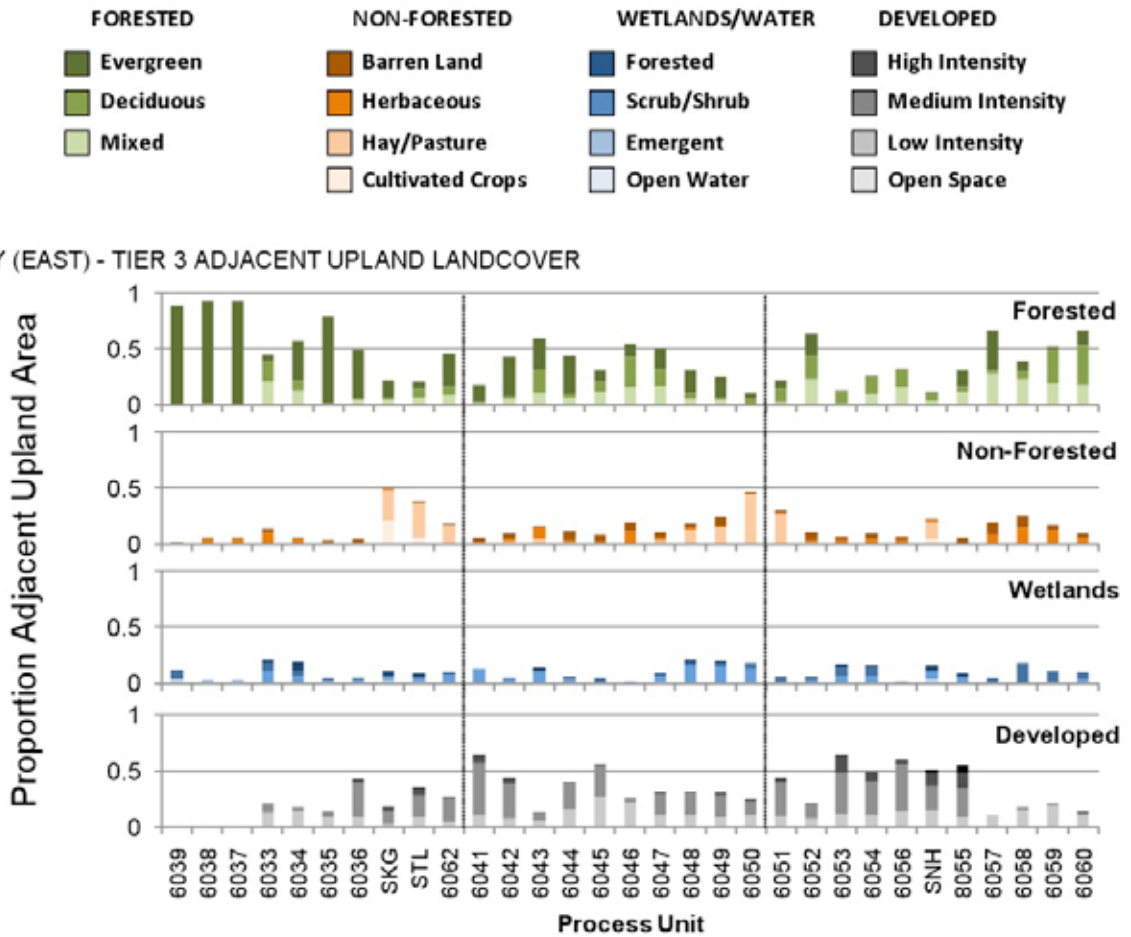 FORESTED NON-FORESTED WETLANDS/WATER DEVELOPED
Evergreen Barren Land Forested High Intensity
Deciduous Herbaceous Scrub/Shrub Medium Intensity
Mixed Hay/Pasture Emergent Low Intensity
Cultivated Crops Open Water Open Space
Y (EAST) - TIER 3 ADJACENT UPLAND LANDCOVER
Proportion Adjacent Upland Area
1
Forested
0.5
0
1
Non-Forested
0.5
0
1
Wetlands
0.5
0
1
Developed
0.5
0
6039 6038 6037 6033 6034 6035 6036 SKG STL 6062 6041 6042 6043 6044 6045 6046 6047 6048 6049 6050 6051 6052 6053 6054 6056 SNH 8055 6057 6058 6059 6060
Process Unit